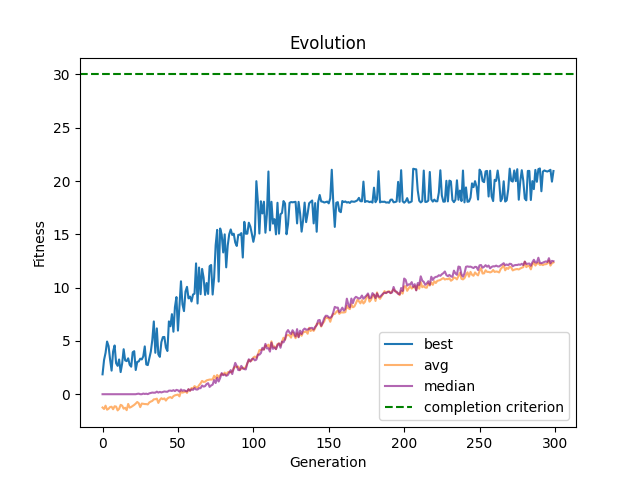 Evolution
30
25
20
15
10
5
0
Fitness
0 50 100 150 200 250 300
Generation
best
avg
median
completion criterion